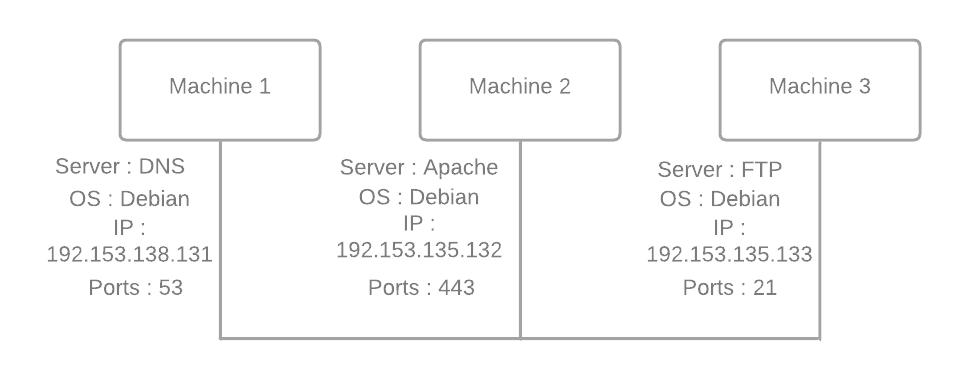 Machine 1
Server : DNS
OS : Debian
IP :
192.153.138.131
Ports : 53
Machine 2
Server : Apache
OS : Debian
IP :
192.153.135.132
Ports : 443
Machine 3
Server : FTP
OS : Debian
IP :
192.153.135.133
Ports : 21